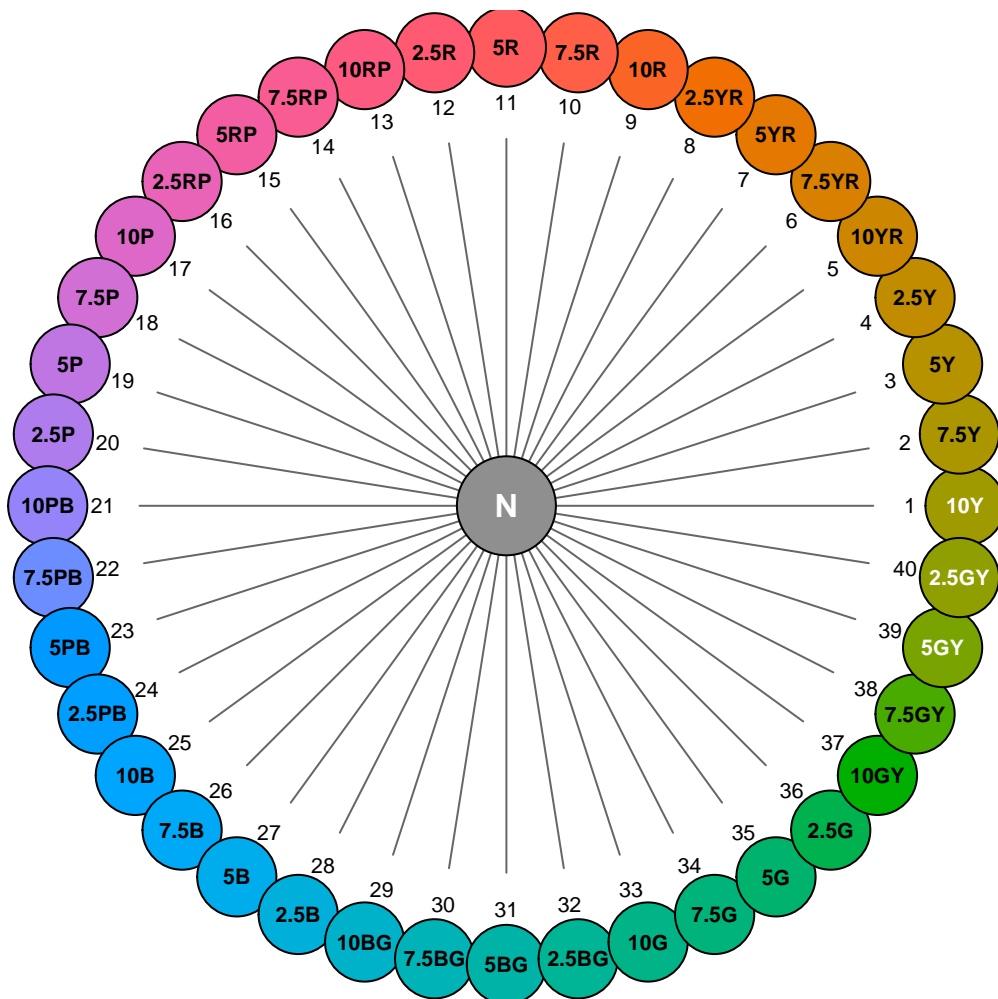 5R
11
7.5R
10
10R
9
2.5YR
8
5YR
7
7.5YR
6
10YR
5
2.5Y
4
5Y
3
7.5Y
2
10Y
1
2.5GY
40
5GY
39
7.5GY
38
10GY
37
2.5G
36
5G
35
7.5G
34
10G
33
2.5BG
32
5BG
31
7.5BG
30
10BG
29
2.5B
28
5B
27
7.5B
26
10B
25
2.5PB
24
5PB
23
7.5PB
22
10PB
21
2.5P
20
5P
19
7.5P
18
10P
17
2.5RP
16
5RP
15
7.5RP
14
10RP
13
2.5R
12
N